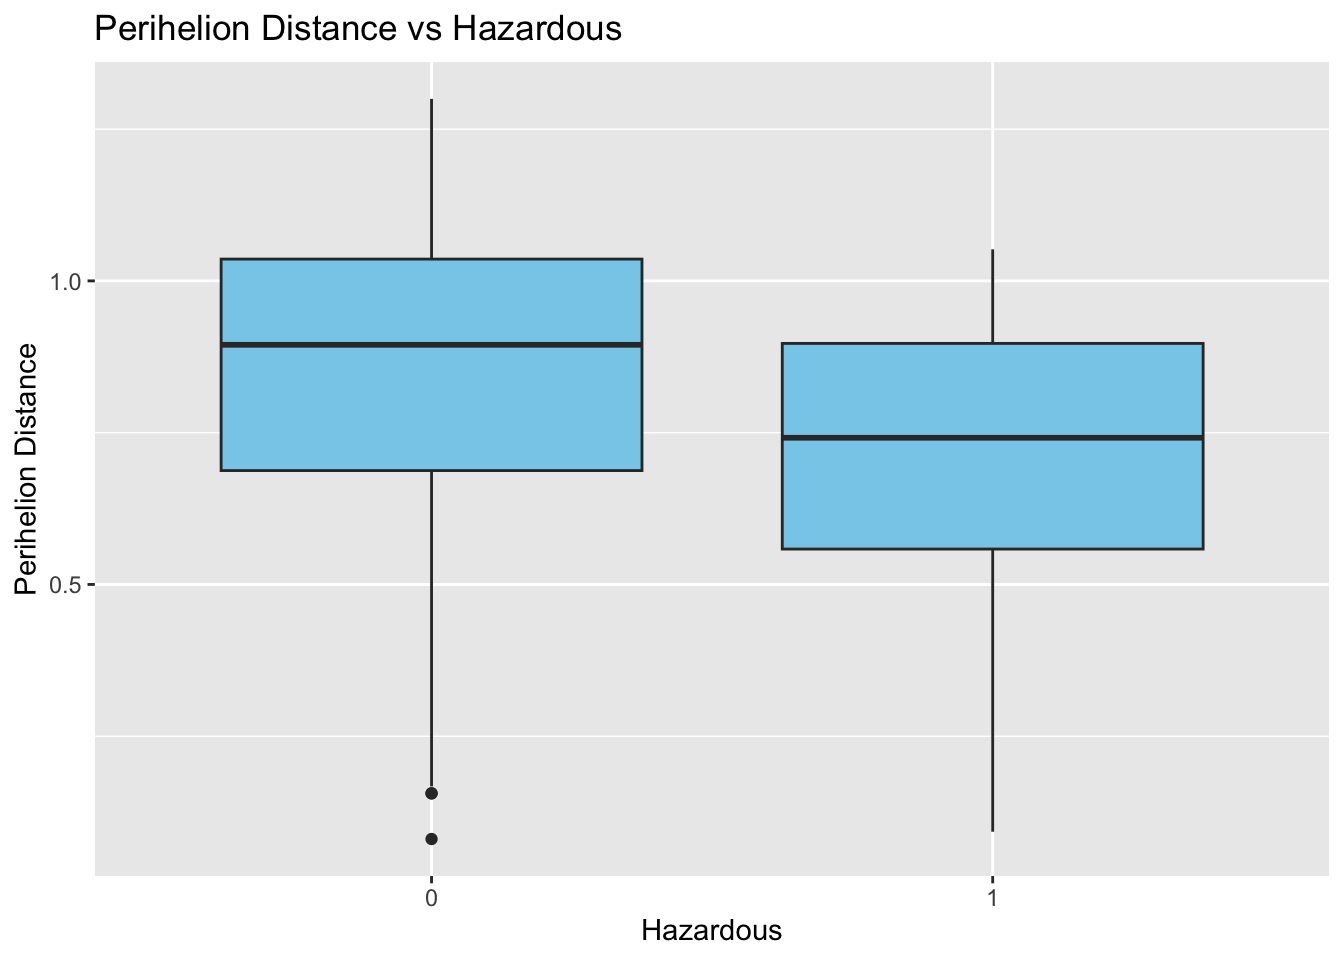 Perihelion Distance vs Hazardous
Perihelion Distance
1.0
0.5
0
1
Hazardous